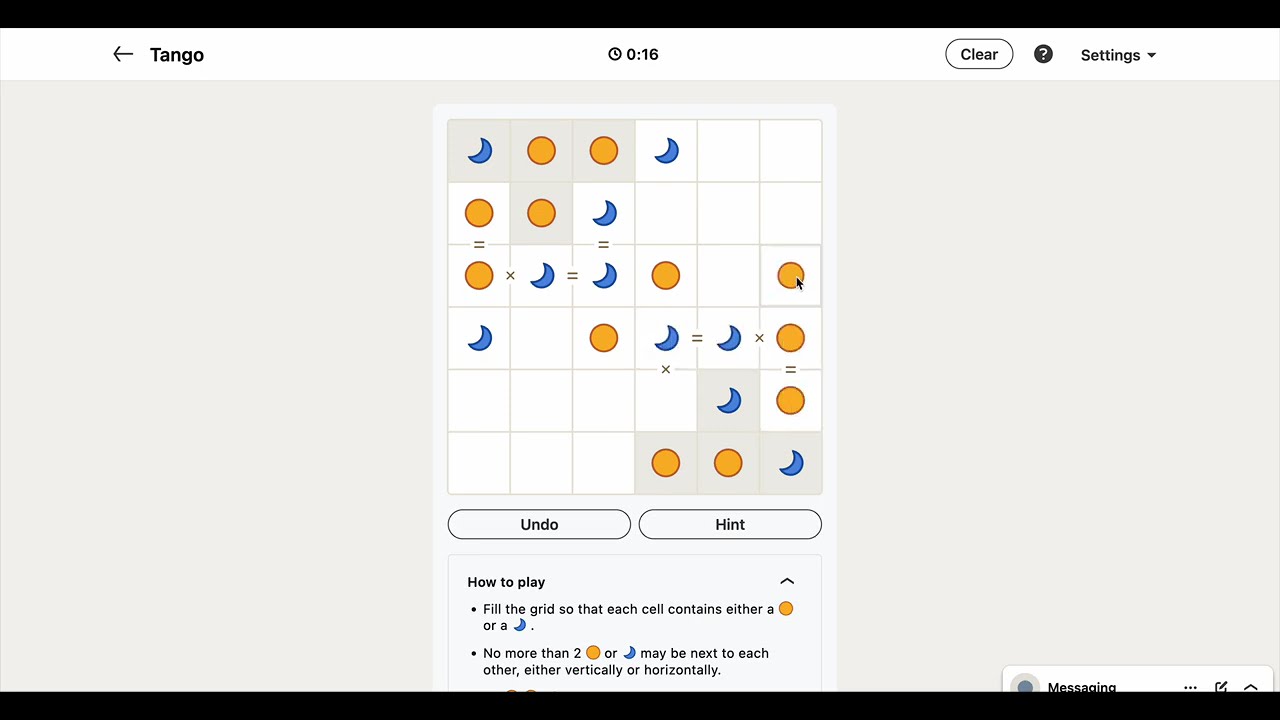 Tango
0:16
Clear
?
Settings
= =
× =
= ×
× =
Undo
Hint
How to play
• Fill the grid so that each cell contains either a
or a .
• No more than 2 or may be next to each
other, either vertically or horizontally.
Messaging